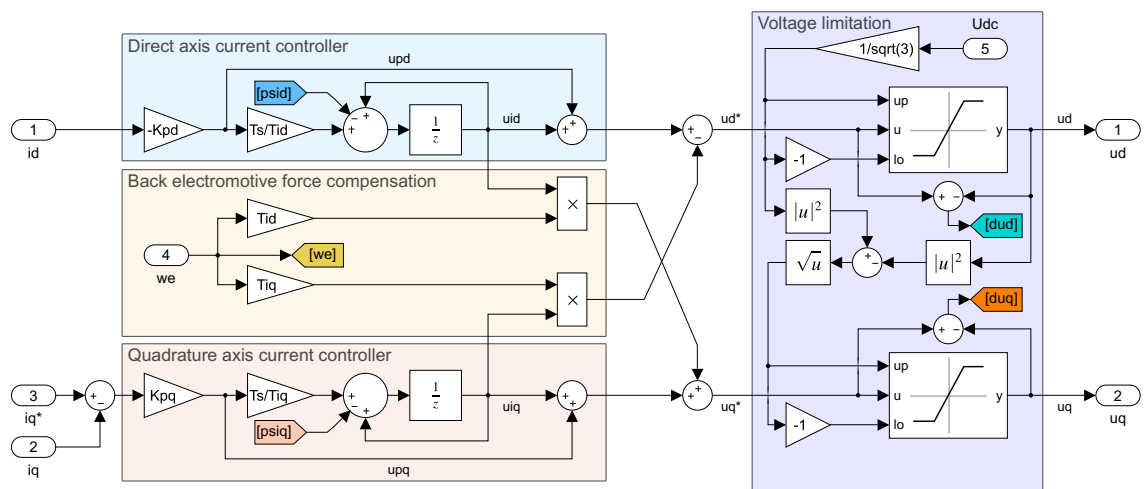 Direct axis current controller
upd
[psid]
1
id
-Kpd
Ts/Tid
− + +
1
z
uid
+ +
Back electromotive force compensation
Tid
4
we
[we]
Tiq
×
×
Quadrature axis current controller
3
iq*
2
iq
+ −
Kpq
Ts/Tiq
[psiq]
+ − +
1
z
uiq
+ +
upq
+ −
ud*
+ +
uq*
Voltage limitation
Udc
1/sqrt(3)
5
up
u
lo
y
-1
ud
1
ud
|u|²
+ −
[dud]
√u
+ −
|u|²
[duq]
+ −
up
u
lo
y
-1
uq
2
uq